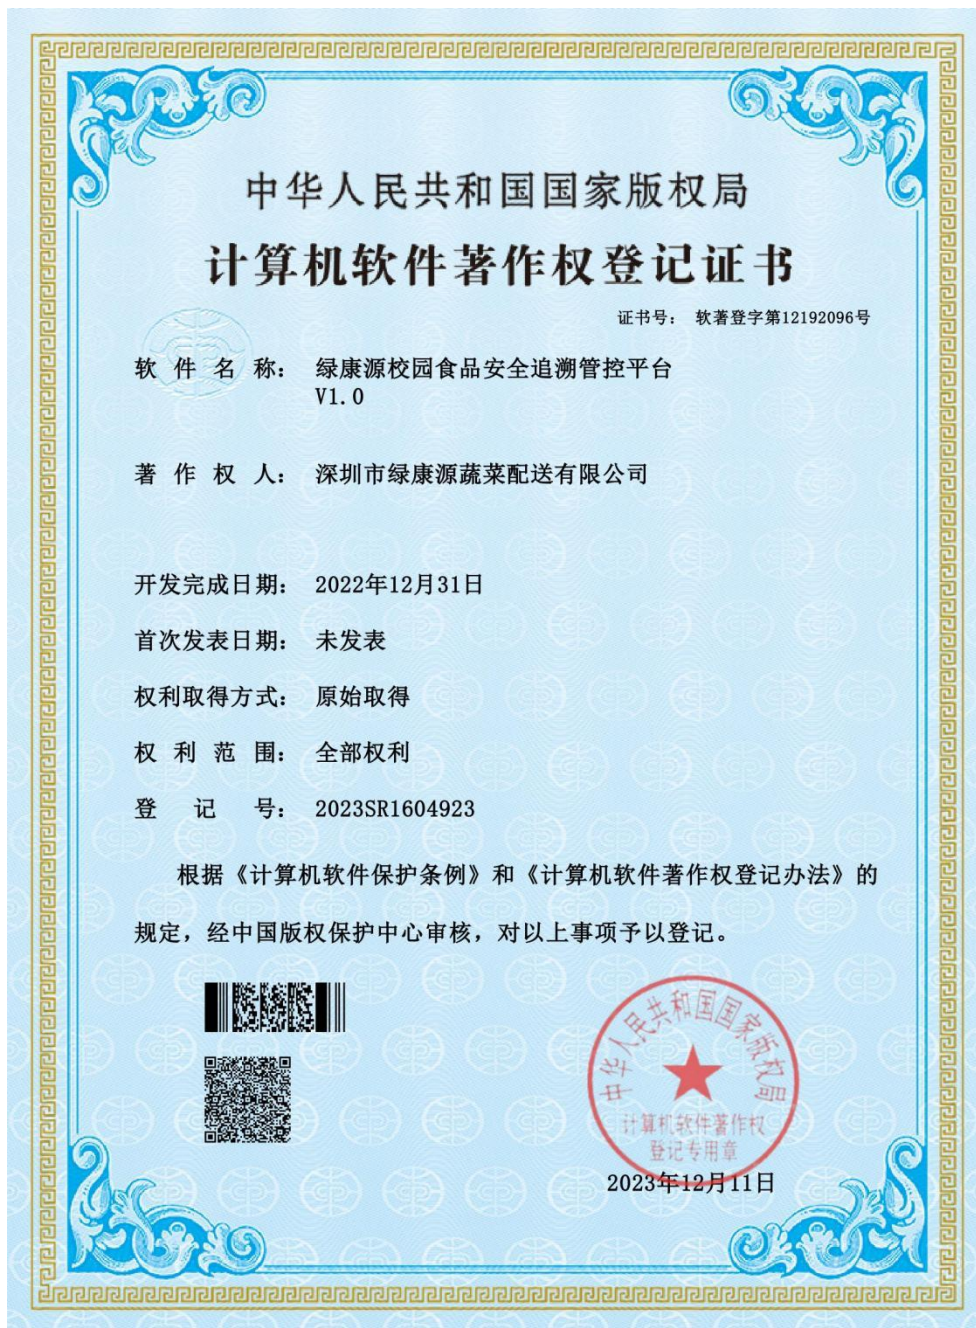 中华人民共和国国家版权局
计算机软件著作权登记证书
证书号： 软著登字第12192096号
软件名称： 绿康源校园食品安全追溯管控平台
V1.0
著作权人： 深圳市绿康源蔬菜配送有限公司
开发完成日期： 2022年12月31日
首次发表日期： 未发表
权利取得方式： 原始取得
权利范围： 全部权利
登记号： 2023SR1604923
根据《计算机软件保护条例》和《计算机软件著作权登记办法》的
规定，经中国版权保护中心审核，对以上事项予以登记。
中华人民共和国国家版权局
计算机软件著作权
登记专用章
2023年12月11日